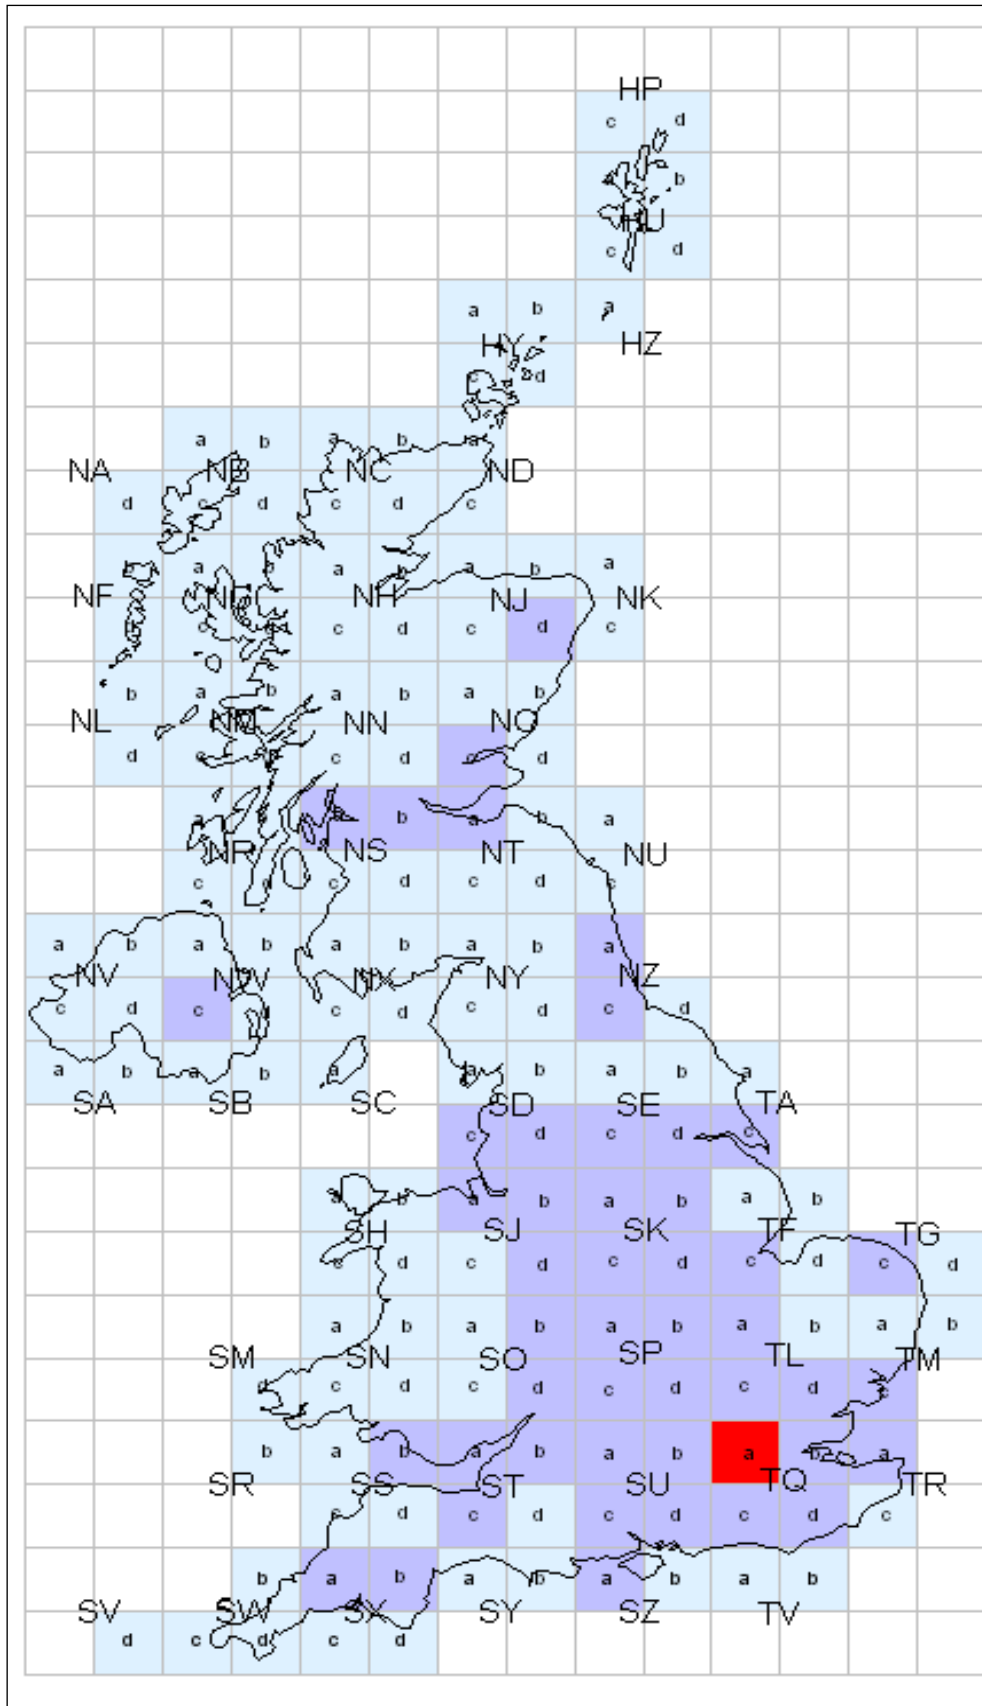 HP
c d
b
HU
c d
a b a
HY HZ
c d
a b a b a
NA NB NC ND
d c d c d c
b a b a b a b a
NF NH NJ NK
c d c d c
b a b a b a b
NL NN NO
d c c d c d
a b a b a
NR NS NT NU
c d c d c d c
a b a b a b a b a
NV NW NX NY NZ
c d c d c d c d c d
a b a b a a b a b a
SA SB SC SD SE TA
c d c d c
a b a b a b a b
SH SJ SK TF TG
c d c d c d c d c d
a b a b a b a b a b
SM SN SO SP TL TM
d c d c d c d c d c
b a b a b a b a b a
SR SS ST SU TQ TR
c d c d c d c d c
b a b a b a b a b
SV SW SX SY SZ TV
d c d c d